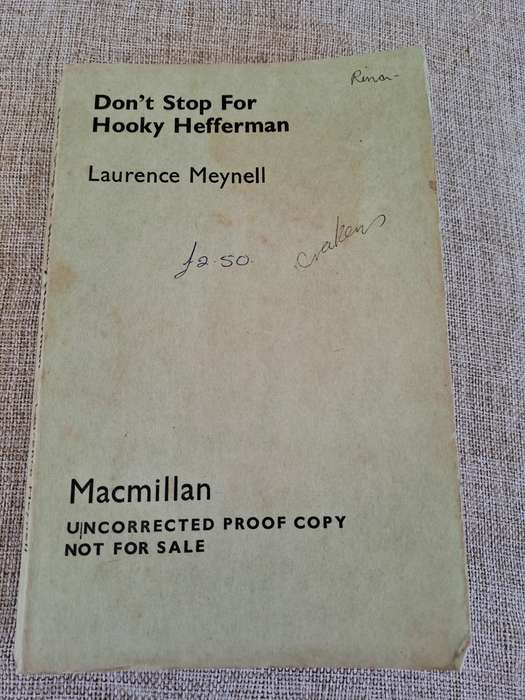 Don't Stop For
Hooky Hefferman
Laurence Meynell
£2.50.
Macmillan
UNCORRECTED PROOF COPY
NOT FOR SALE